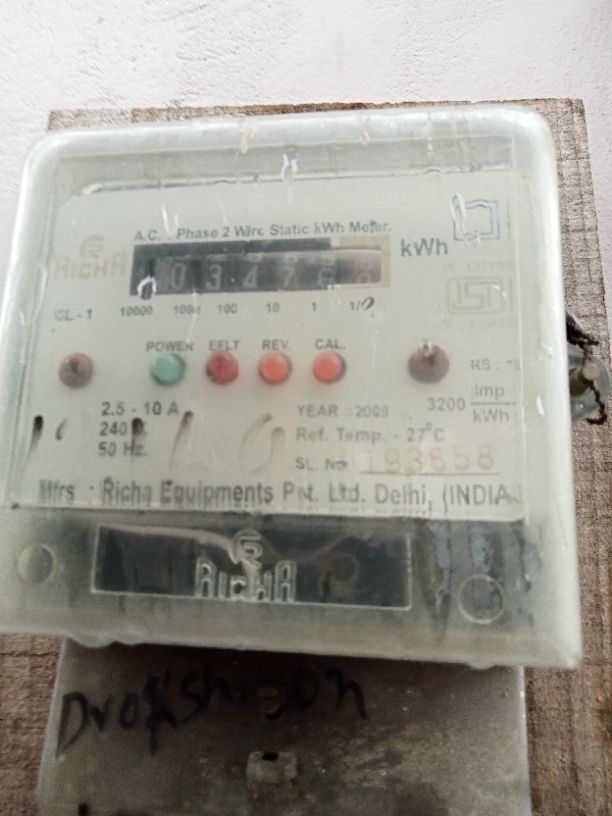 A.C. Phase 2 Wire Static kWh Meter.
RICHA
kWh
03476
CL-1 10000 1000 100 10 1 1/10
POWER EFLT REV. CAL.
RS :
2.5 - 10 A
240
50 Hz.
YEAR : 2009
Ref. Temp. - 27°C
SL. No. 193658
3200 Imp
kWh
Mfrs : Richa Equipments Pvt. Ltd. Delhi, (INDIA
RICHA